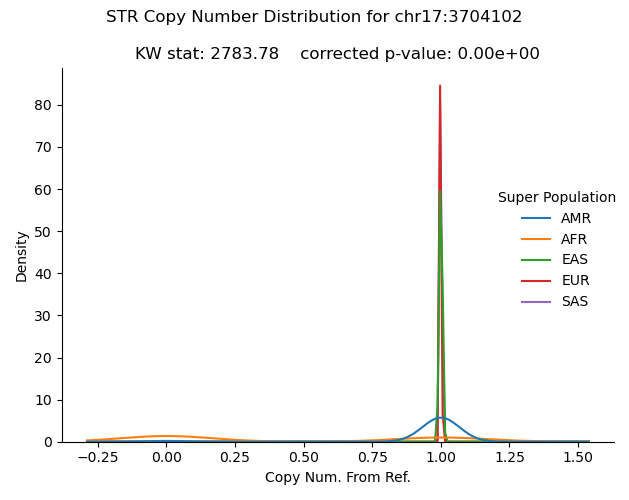 STR Copy Number Distribution for chr17:3704102
KW stat: 2783.78    corrected p-value: 0.00e+00
80
70
60
50
40
30
20
10
0
Density
Super Population
AMR
AFR
EAS
EUR
SAS
−0.25 0.00 0.25 0.50 0.75 1.00 1.25 1.50
Copy Num. From Ref.